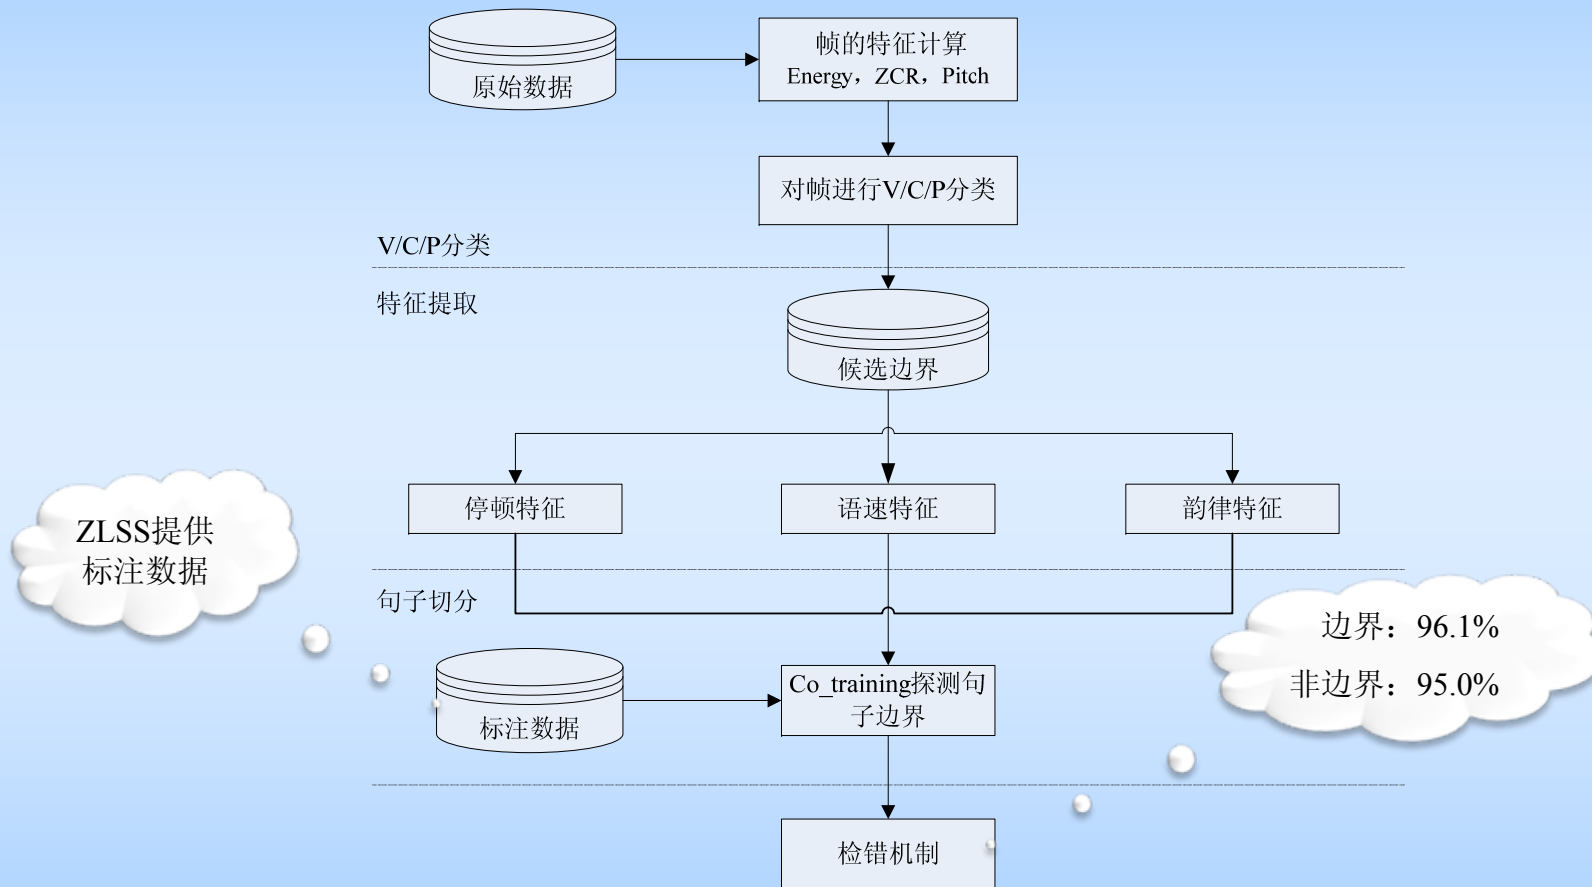 原始数据
帧的特征计算
Energy，ZCR，Pitch
对帧进行V/C/P分类
V/C/P分类
特征提取
候选边界
停顿特征
语速特征
韵律特征
ZLSS提供
标注数据
句子切分
边界：96.1%
非边界：95.0%
标注数据
Co_training探测句
子边界
检错机制